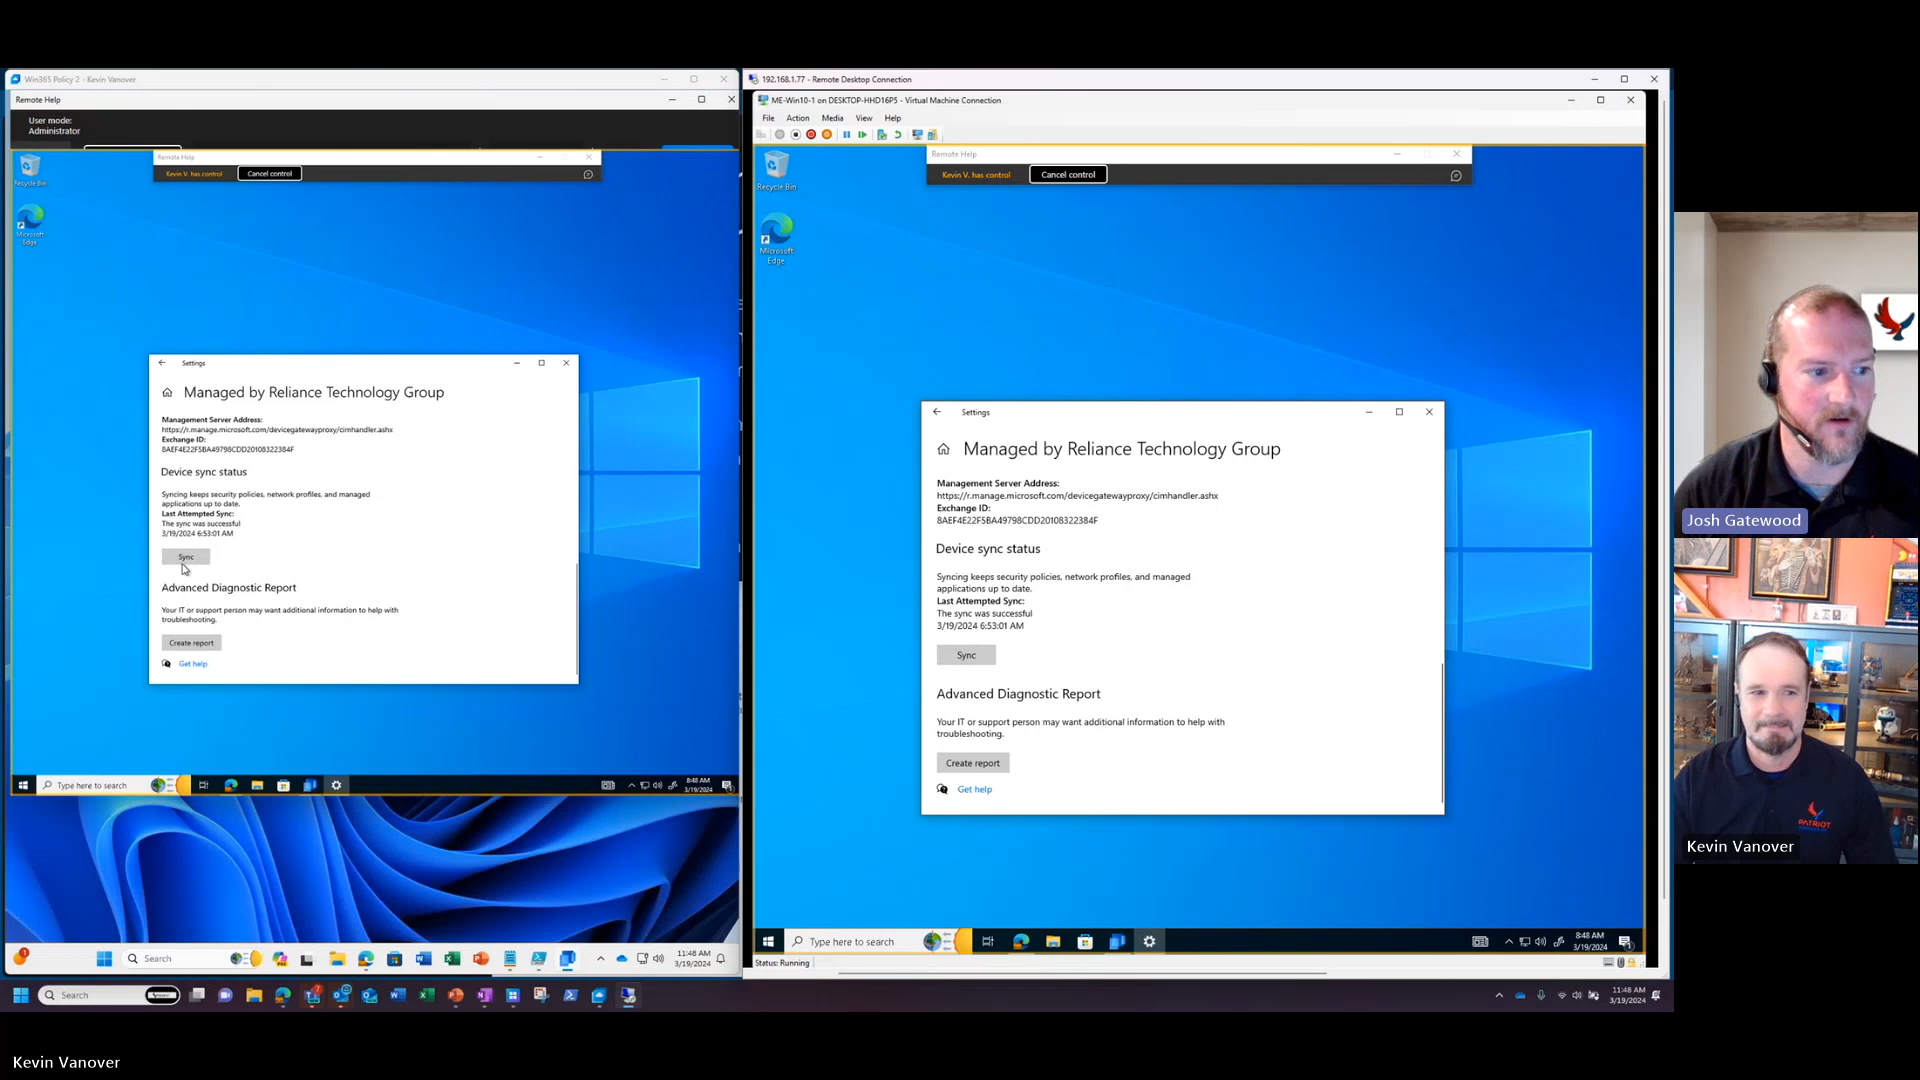 Win365 Policy 2 - Kevin Vanover
Remote Help
User mode:
Administrator
Remote Help
Kevin V. has control
Cancel control
Recycle Bin
Microsoft
Edge
Settings
Managed by Reliance Technology Group
Management Server Address:
https://r.manage.microsoft.com/devicegatewayproxy/cimhandler.ashx
Exchange ID:
8AEF4E22F5BA49798CDD20108322384F
Device sync status
Syncing keeps security policies, network profiles, and managed
applications up to date.
Last Attempted Sync:
The sync was successful
3/19/2024 6:53:01 AM
Sync
Advanced Diagnostic Report
Your IT or support person may want additional information to help with
troubleshooting.
Create report
Get help
Type here to search
8:48 AM
3/19/2024
Search
11:48 AM
3/19/2024
192.168.1.77 - Remote Desktop Connection
ME-Win10-1 on DESKTOP-HHD16P5 - Virtual Machine Connection
File Action Media View Help
Remote Help
Kevin V. has control
Cancel control
Recycle Bin
Microsoft
Edge
Settings
Managed by Reliance Technology Group
Management Server Address:
https://r.manage.microsoft.com/devicegatewayproxy/cimhandler.ashx
Exchange ID:
8AEF4E22F5BA49798CDD20108322384F
Device sync status
Syncing keeps security policies, network profiles, and managed
applications up to date.
Last Attempted Sync:
The sync was successful
3/19/2024 6:53:01 AM
Sync
Advanced Diagnostic Report
Your IT or support person may want additional information to help with
troubleshooting.
Create report
Get help
Type here to search
8:48 AM
3/19/2024
Status: Running
Search
11:48 AM
3/19/2024
Josh Gatewood
PATRIOT
Kevin Vanover
Kevin Vanover